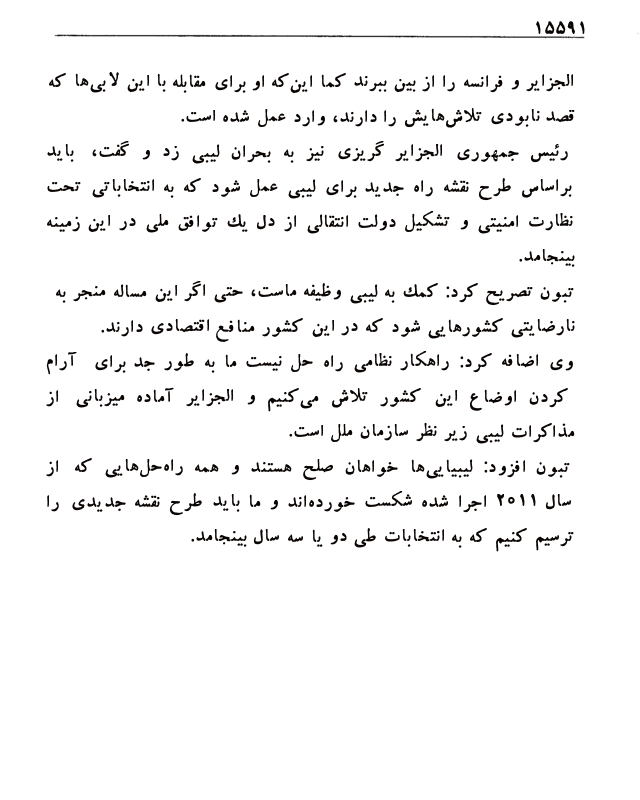 ۱۵۵۹۱
الجزایر و فرانسه را از بین ببرند کما این‌که او برای مقابله با این لابی‌ها که
قصد نابودی تلاش‌هایش را دارند، وارد عمل شده است.
رئیس جمهوری الجزایر گریزی نیز به بحران لیبی زد و گفت، باید
براساس طرح نقشه راه جدید برای لیبی عمل شود که به انتخاباتی تحت
نظارت امنیتی و تشکیل دولت انتقالی از دل یك توافق ملی در این زمینه
بینجامد.
تبون تصریح کرد: کمك به لیبی وظیفه ماست، حتی اگر این مساله منجر به
نارضایتی کشورهایی شود که در این کشور منافع اقتصادی دارند.
وی اضافه کرد: راهکار نظامی راه حل نیست ما به طور جد برای آرام
کردن اوضاع این کشور تلاش می‌کنیم و الجزایر آماده میزبانی از
مذاکرات لیبی زیر نظر سازمان ملل است.
تبون افزود: لیبیایی‌ها خواهان صلح هستند و همه راه‌حل‌هایی که از
سال ۲۰۱۱ اجرا شده شکست خورده‌اند و ما باید طرح نقشه جدیدی را
ترسیم کنیم که به انتخابات طی دو یا سه سال بینجامد.